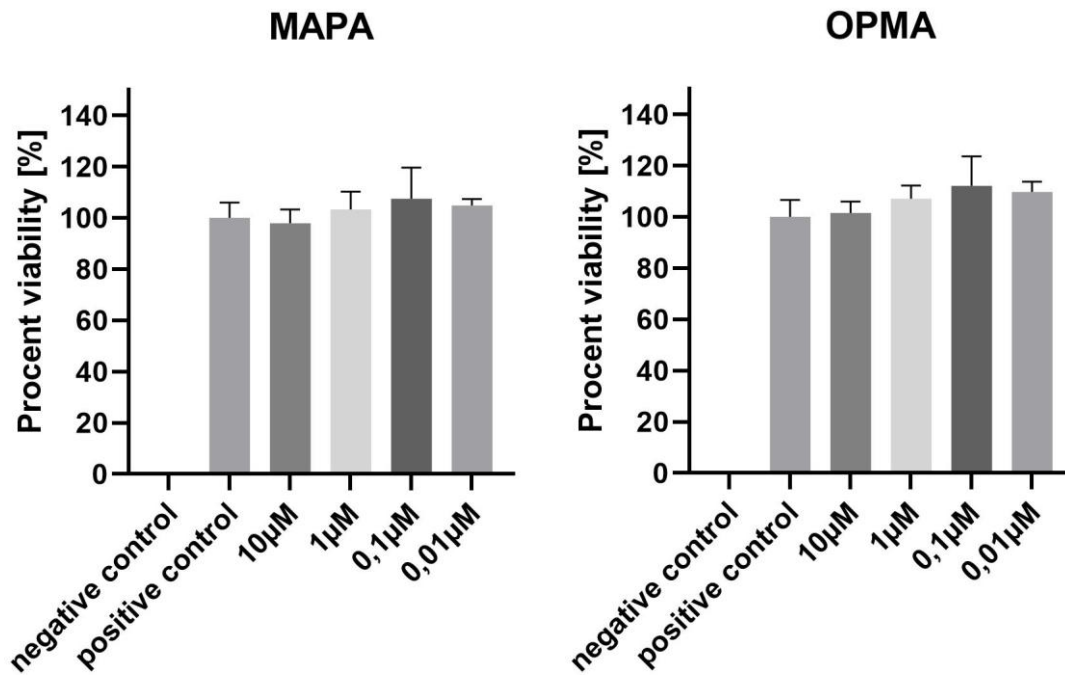 MAPA
Procent viability [%]
140
120
100
80
60
40
20
0
negative control
positive control
10µM
1µM
0,1µM
0,01µM
OPMA
Procent viability [%]
140
120
100
80
60
40
20
0
negative control
positive control
10µM
1µM
0,1µM
0,01µM